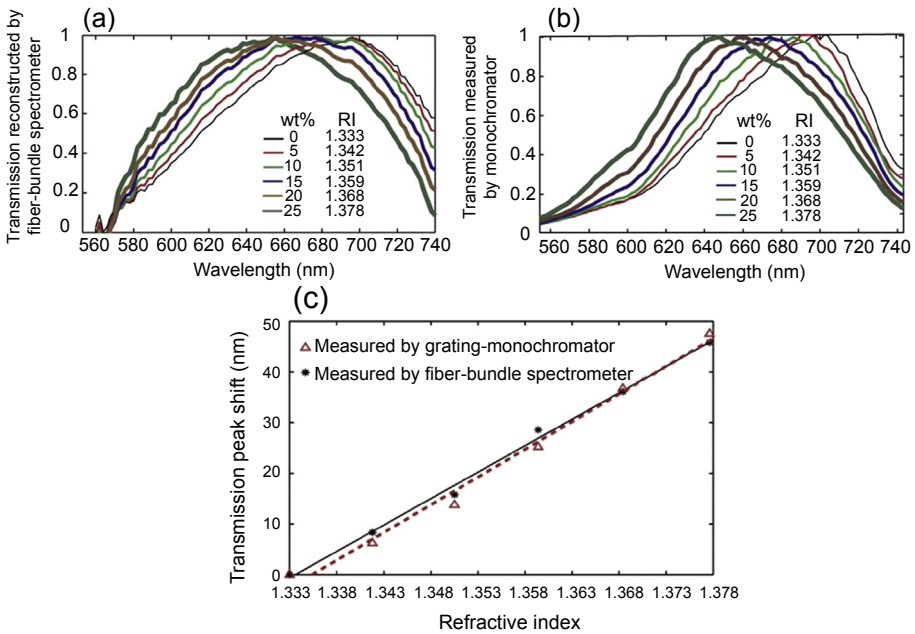 (a)
Transmission reconstructed by
fiber-bundle spectrometer
1
0.8
0.6
0.4
0.2
0
wt% RI
0 1.333
5 1.342
10 1.351
15 1.359
20 1.368
25 1.378
560 580 600 620 640 660 680 700 720 740
Wavelength (nm)
(b)
Transmission measured
by monochromator
1
0.8
0.6
0.4
0.2
0
wt% RI
0 1.333
5 1.342
10 1.351
15 1.359
20 1.368
25 1.378
560 580 600 620 640 660 680 700 720 740
Wavelength (nm)
(c)
Transmission peak shift (nm)
50
40
30
20
10
0
Measured by grating-monochromator
Measured by fiber-bundle spectrometer
1.333 1.338 1.343 1.348 1.353 1.358 1.363 1.368 1.373 1.378
Refractive index